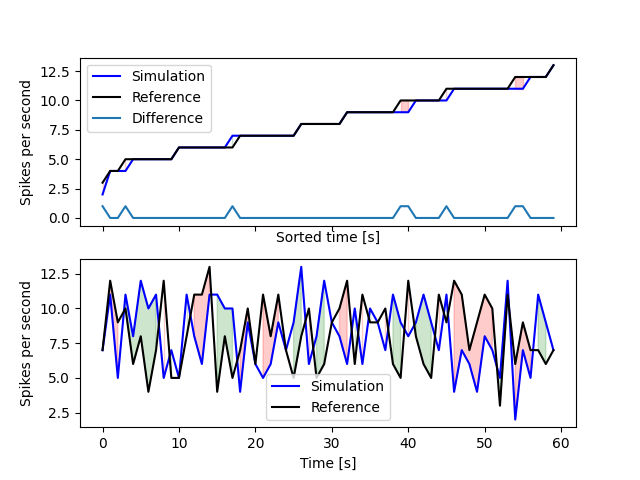 Spikes per second
12.5
10.0
7.5
5.0
2.5
0.0
Simulation
Reference
Difference
Sorted time [s]
Spikes per second
12.5
10.0
7.5
5.0
2.5
Simulation
Reference
0 10 20 30 40 50 60
Time [s]